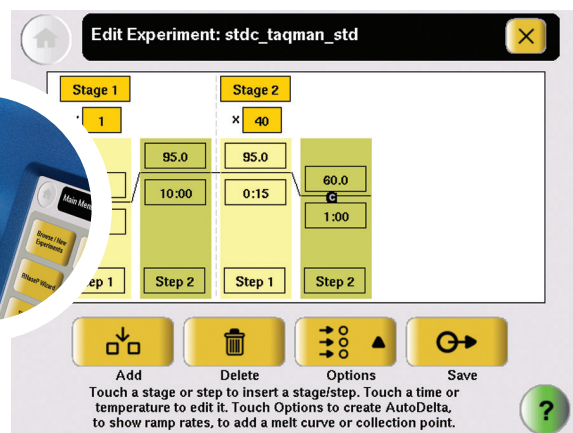 Edit Experiment: stdc_taqman_std
Stage 1
Stage 2
1
× 40
95.0
95.0
60.0
10:00
0:15
G
1:00
ep 1
Step 2
Step 1
Step 2
Main Men
Browse / New
Experiments
RNaseP Wizard
Add
Delete
Options
Save
Touch a stage or step to insert a stage/step. Touch a time or
temperature to edit it. Touch Options to create AutoDelta,
to show ramp rates, to add a melt curve or collection point.
?